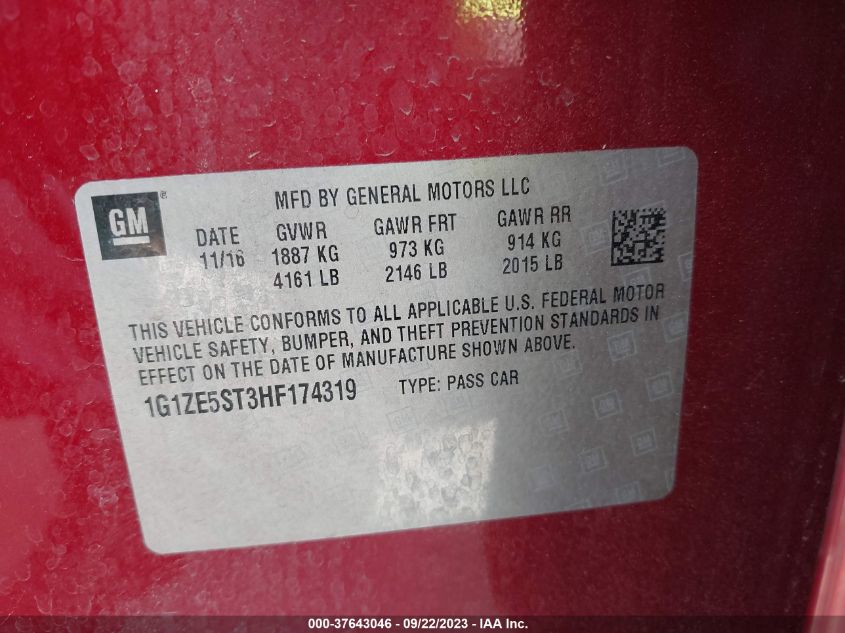 GM
®
MFD BY GENERAL MOTORS LLC
DATE GVWR GAWR FRT GAWR RR
11/16 1887 KG 973 KG 914 KG
4161 LB 2146 LB 2015 LB
THIS VEHICLE CONFORMS TO ALL APPLICABLE U.S. FEDERAL MOTOR
VEHICLE SAFETY, BUMPER, AND THEFT PREVENTION STANDARDS IN
EFFECT ON THE DATE OF MANUFACTURE SHOWN ABOVE.
1G1ZE5ST3HF174319 TYPE: PASS CAR
000-37643046 - 09/22/2023 - IAA Inc.